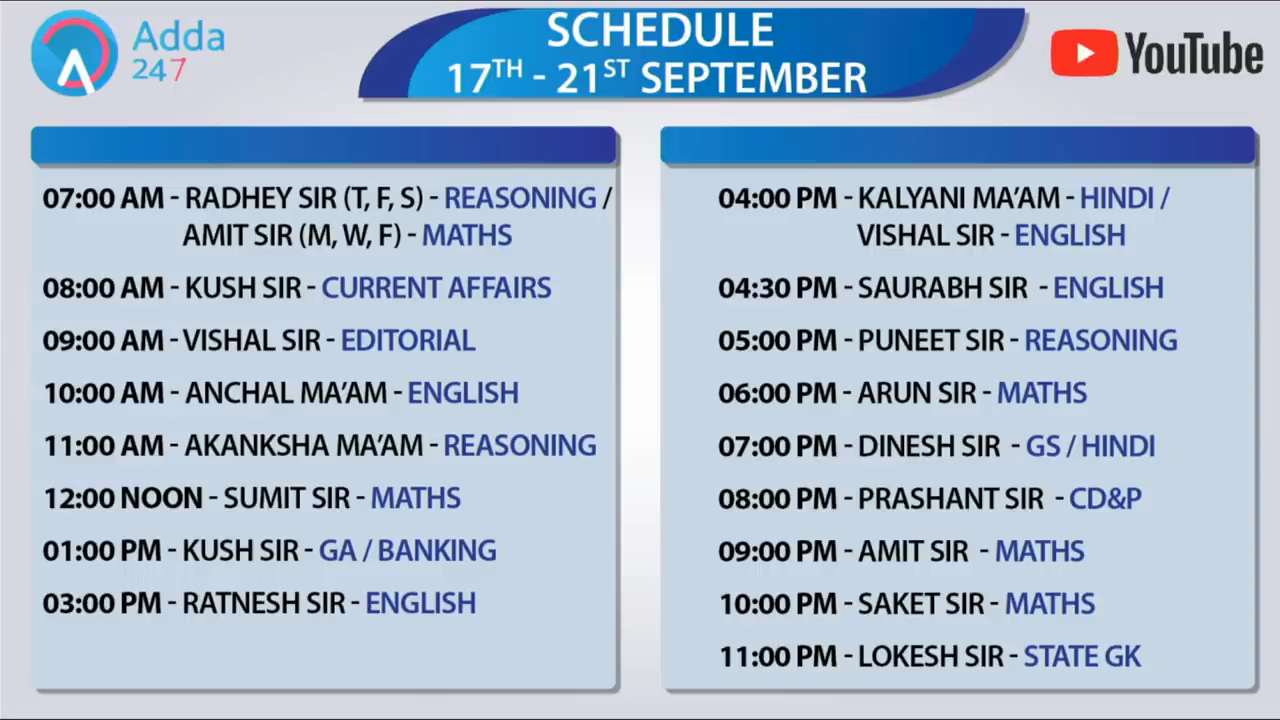 Adda
247
SCHEDULE
17TH - 21ST SEPTEMBER
YouTube
07:00 AM - RADHEY SIR (T, F, S) - REASONING /
AMIT SIR (M, W, F) - MATHS
08:00 AM - KUSH SIR - CURRENT AFFAIRS
09:00 AM - VISHAL SIR - EDITORIAL
10:00 AM - ANCHAL MA'AM - ENGLISH
11:00 AM - AKANKSHA MA'AM - REASONING
12:00 NOON - SUMIT SIR - MATHS
01:00 PM - KUSH SIR - GA / BANKING
03:00 PM - RATNESH SIR - ENGLISH
04:00 PM - KALYANI MA'AM - HINDI /
VISHAL SIR - ENGLISH
04:30 PM - SAURABH SIR - ENGLISH
05:00 PM - PUNEET SIR - REASONING
06:00 PM - ARUN SIR - MATHS
07:00 PM - DINESH SIR - GS / HINDI
08:00 PM - PRASHANT SIR - CD&P
09:00 PM - AMIT SIR - MATHS
10:00 PM - SAKET SIR - MATHS
11:00 PM - LOKESH SIR - STATE GK